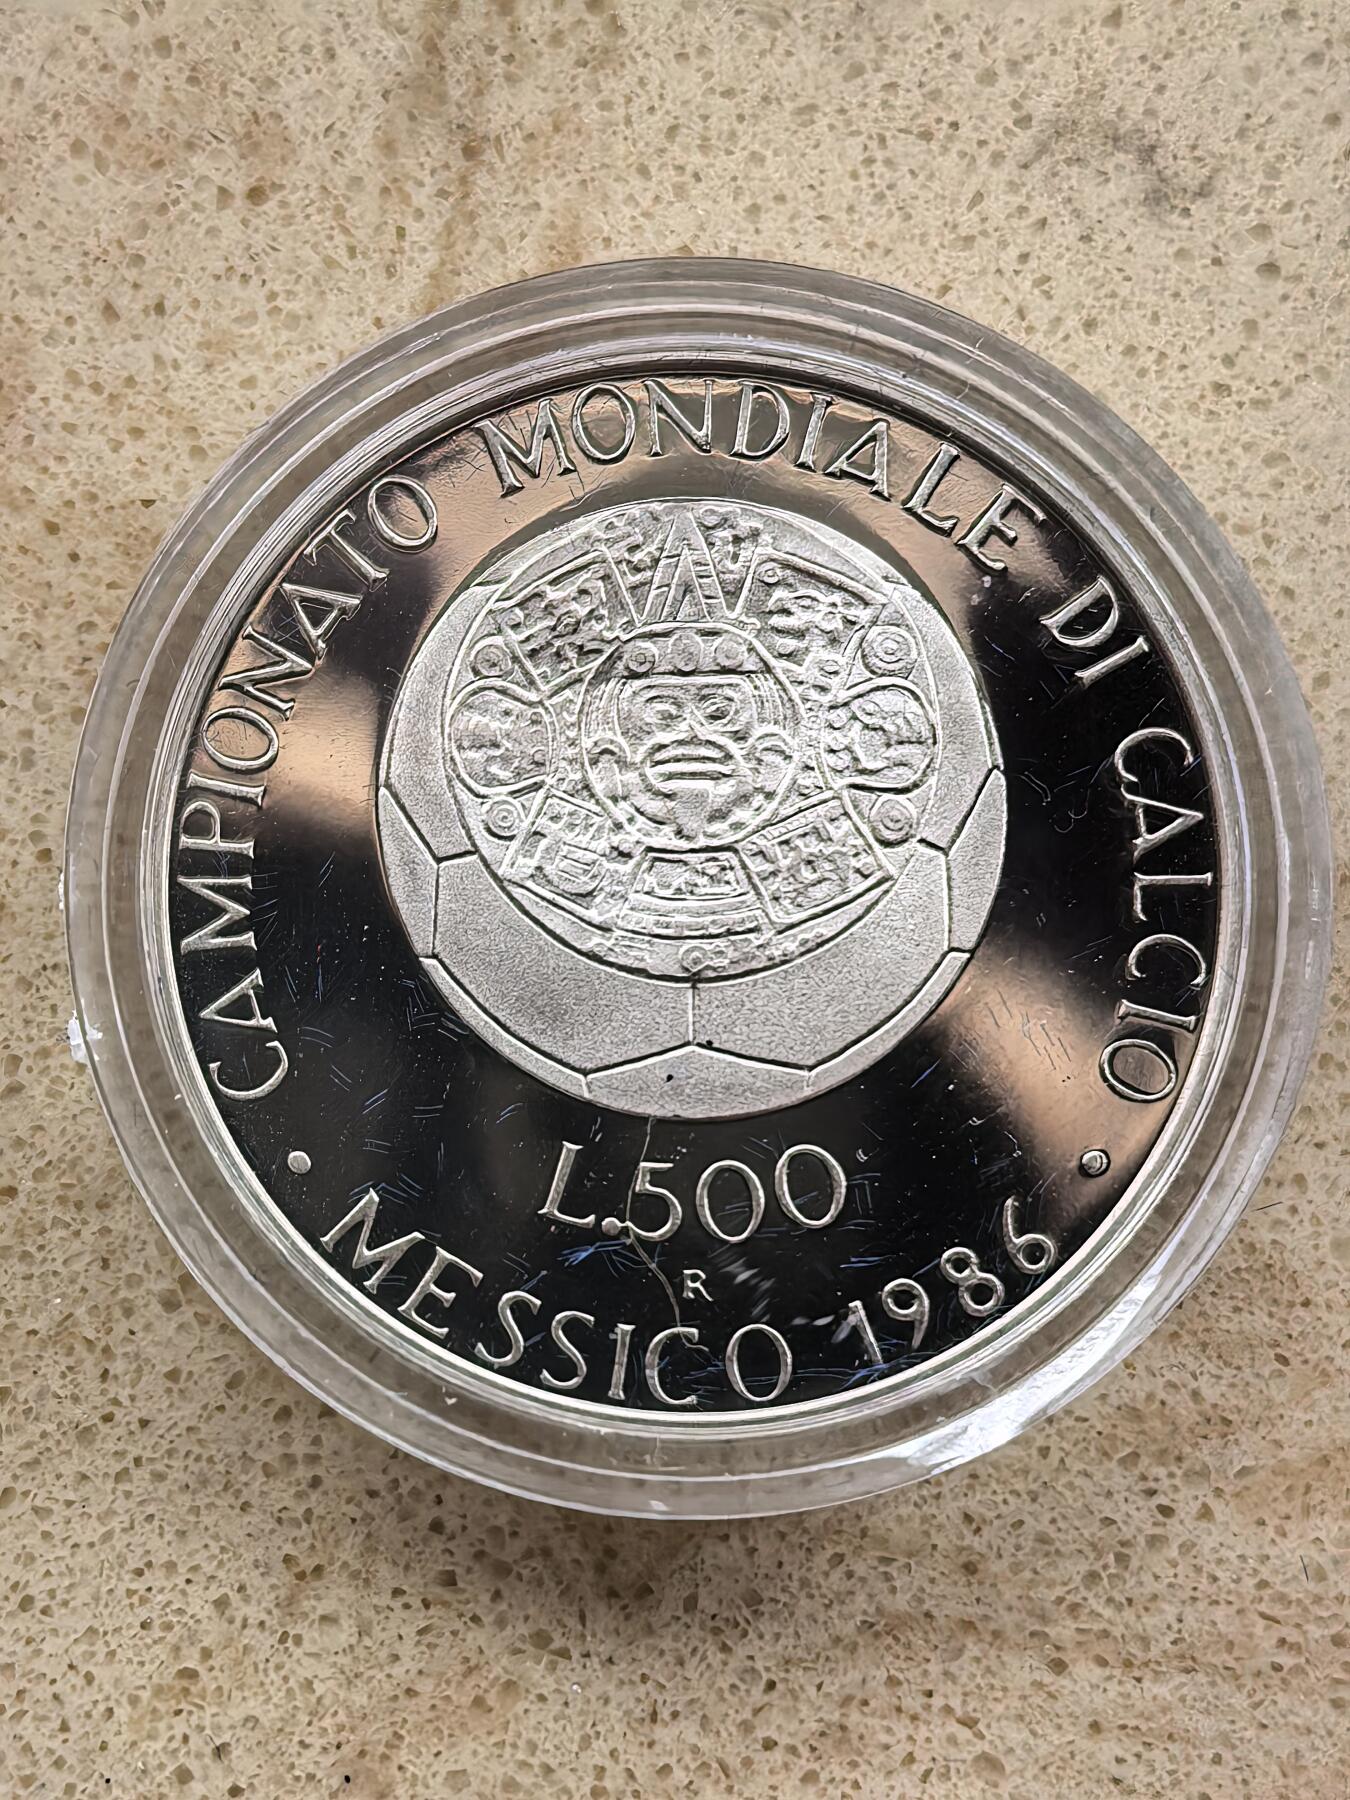 CAMPIONATO MONDIALE DI CALCIO
L.500
R
• MESSICO 1986 •